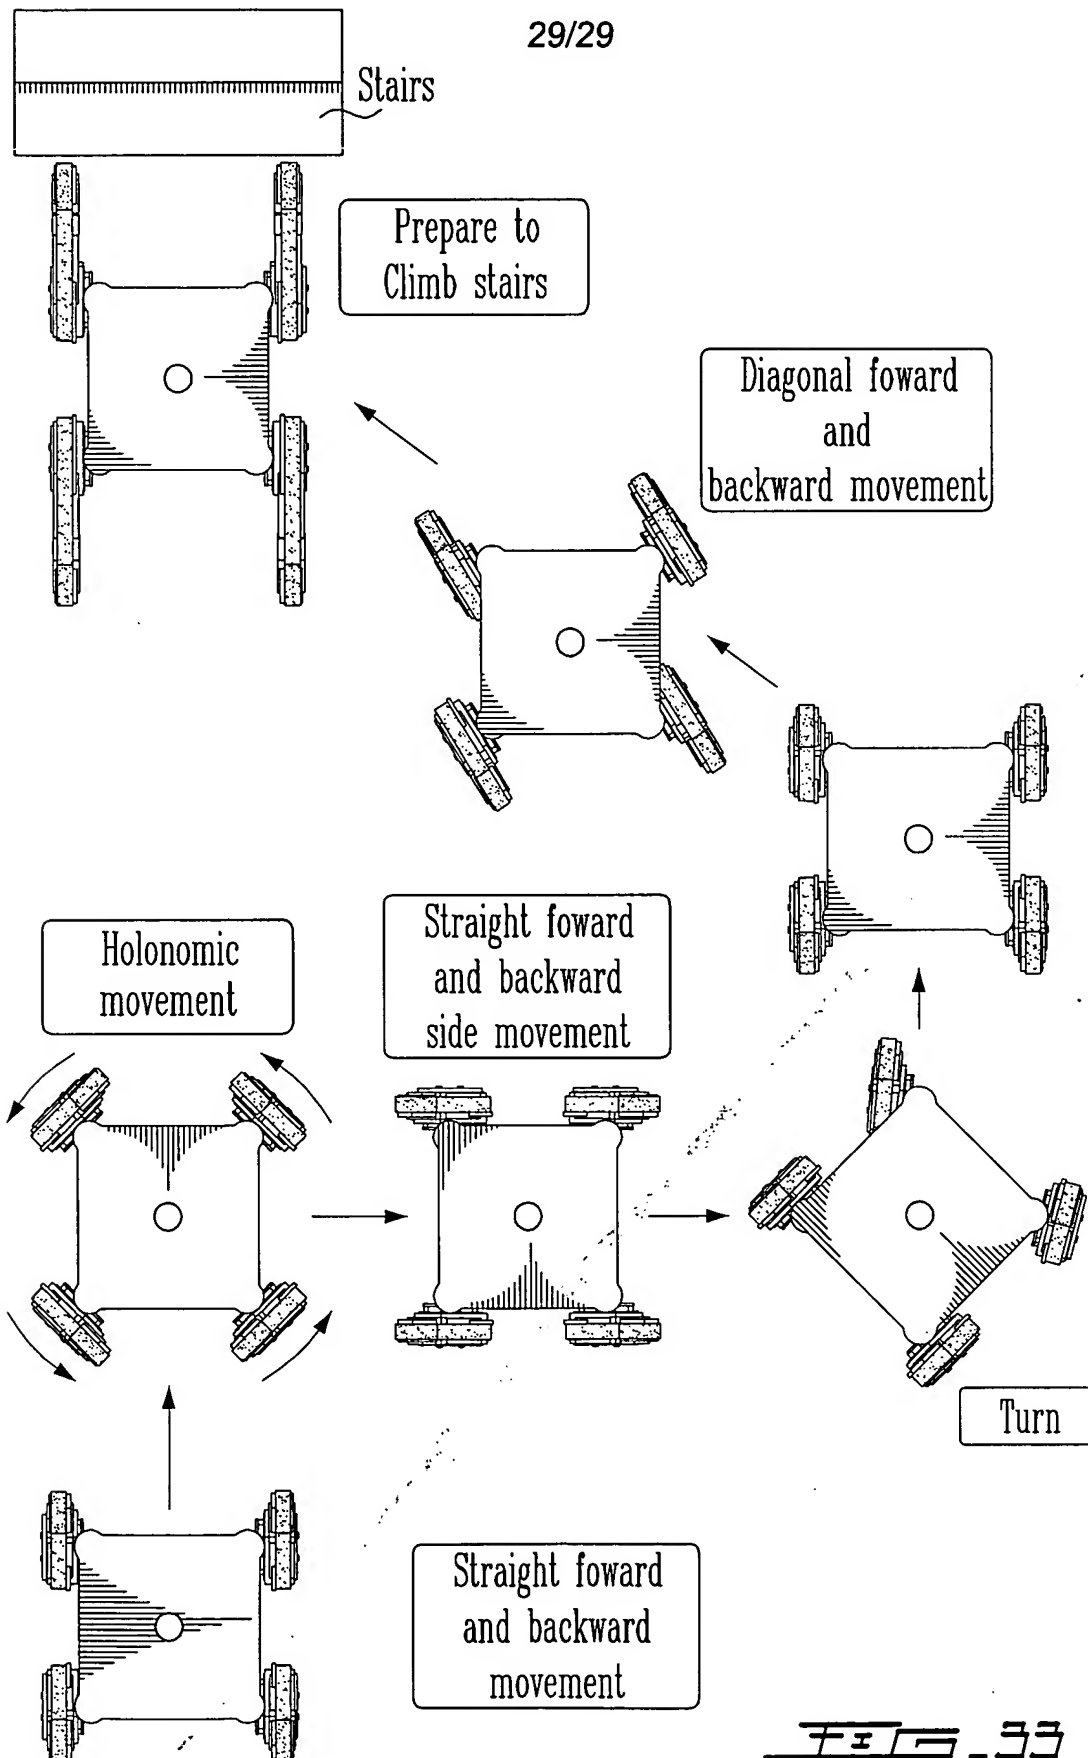 29/29
Stairs
Prepare to
Climb stairs
Diagonal foward
and
backward movement
Holonomic
movement
Straight foward
and backward
side movement
Turn
Straight foward
and backward
movement
FIG_33